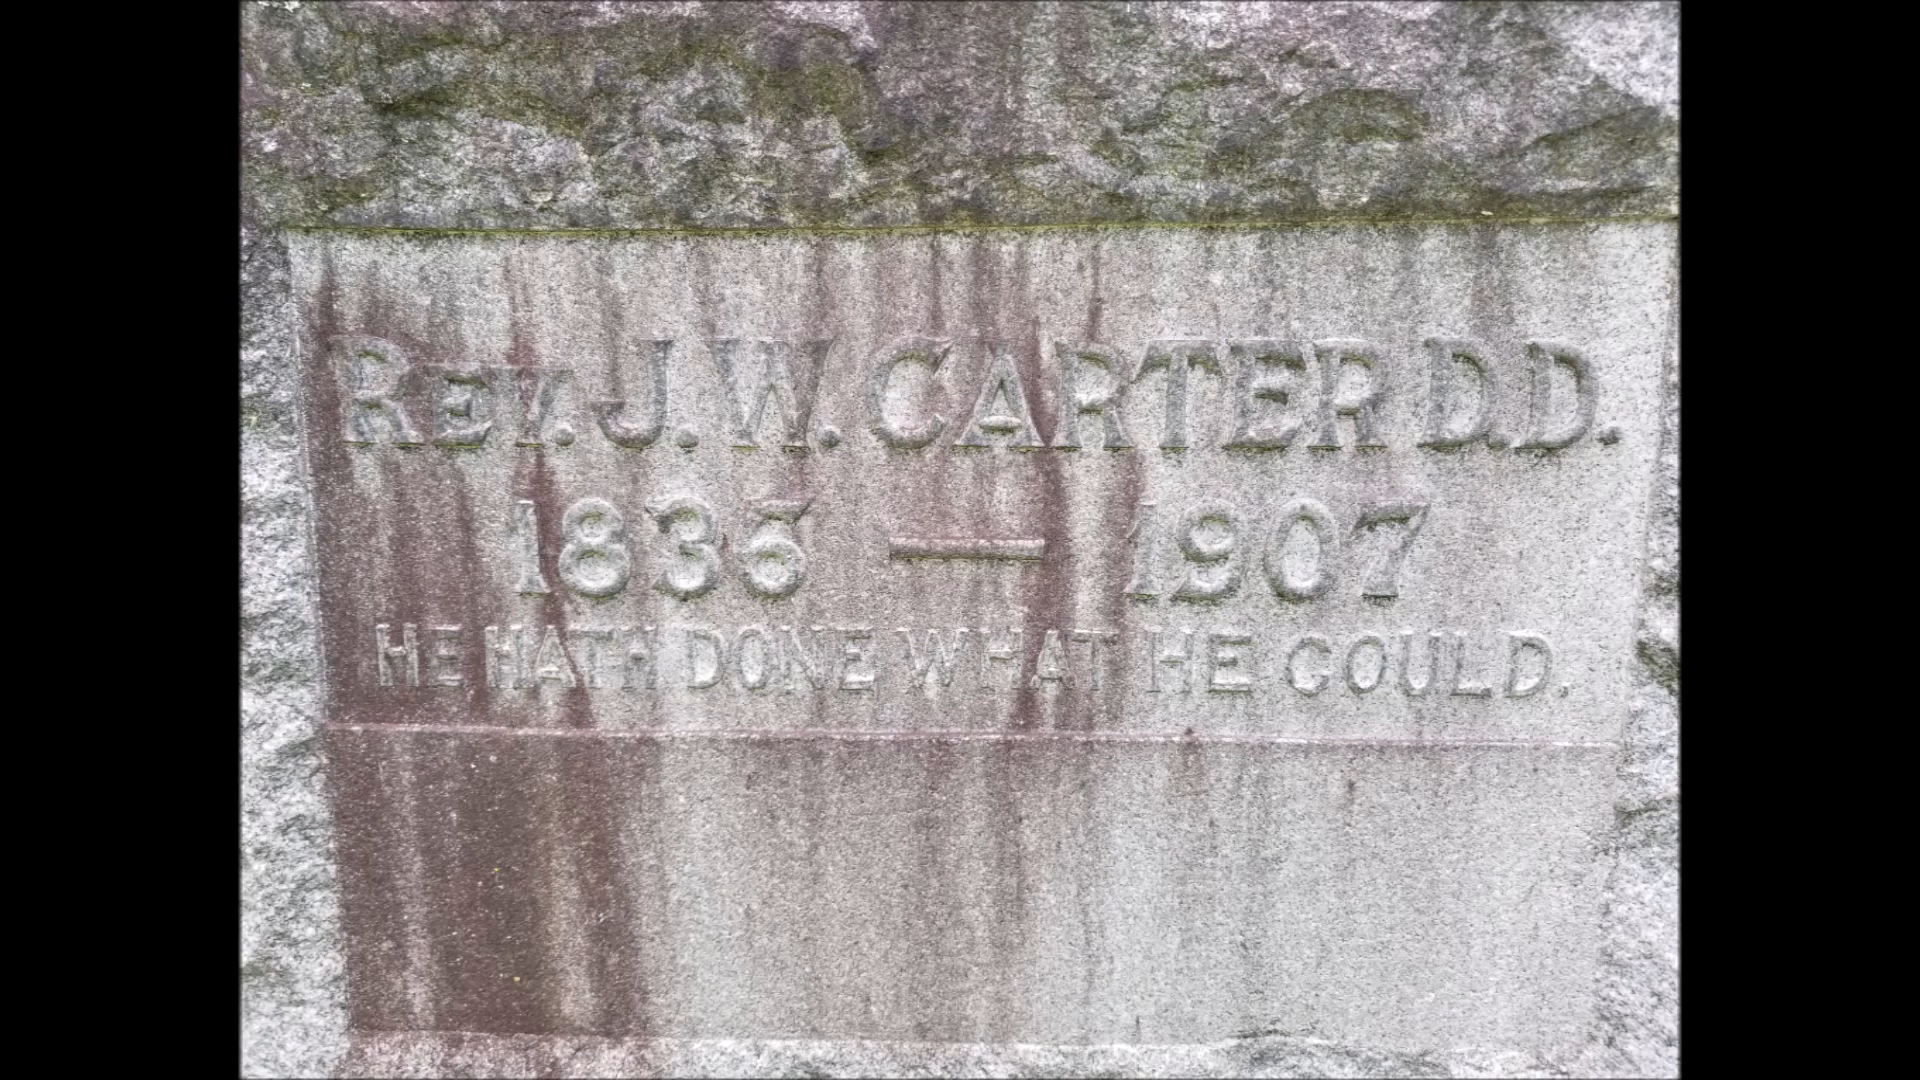 REV. J. W. CARTER D.D.
1836 — 1907
HE HATH DONE WHAT HE COULD.